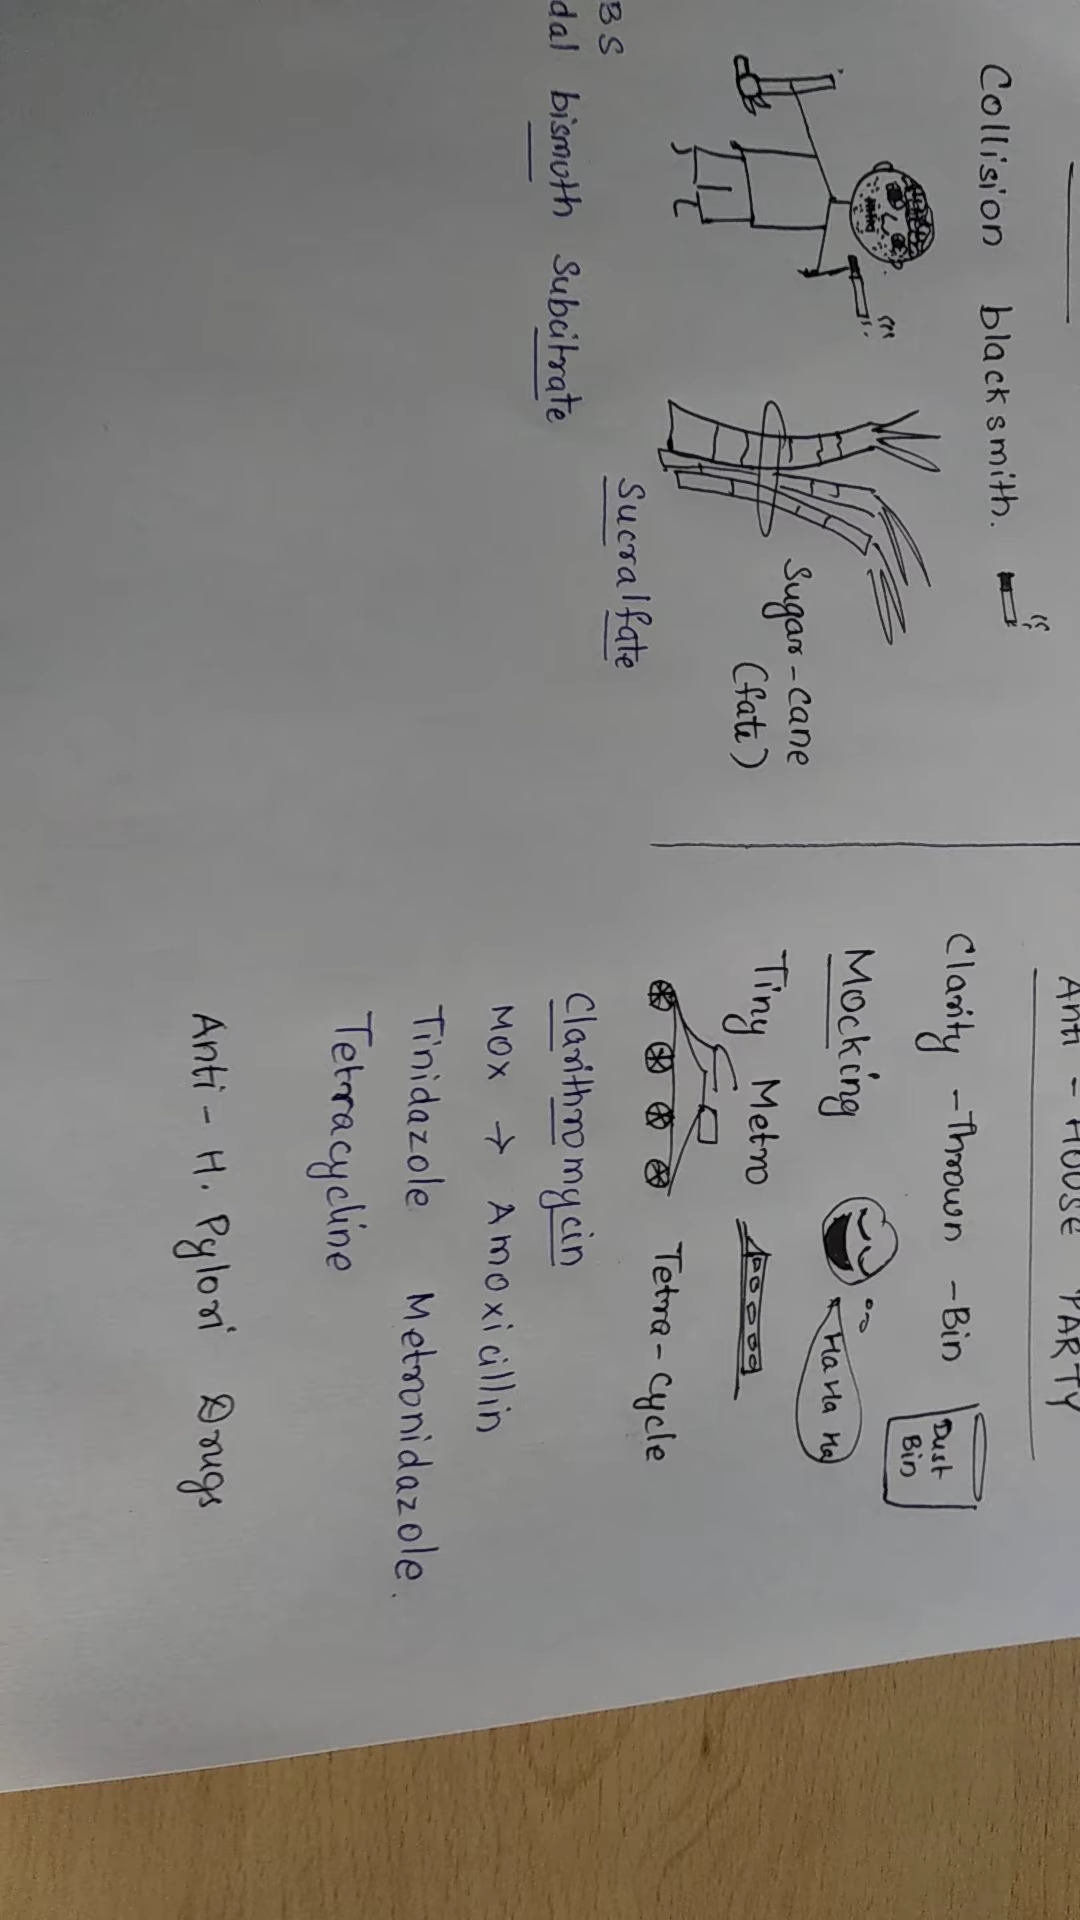 Collision blacksmith.
Sugar-cane
(fate)
Sucralfate
BS
dal bismuth Subcitrate
Anti - HOUSE PARTY
Clarity - Thrown - Bin
Dust
Bin
Mocking
Ha Ha Ha
Tiny Metro
Tetra-cycle
Clarithromycin
Mox → Amoxicillin
Tinidazole Metronidazole.
Tetracycline
Anti - H. Pylori Drugs